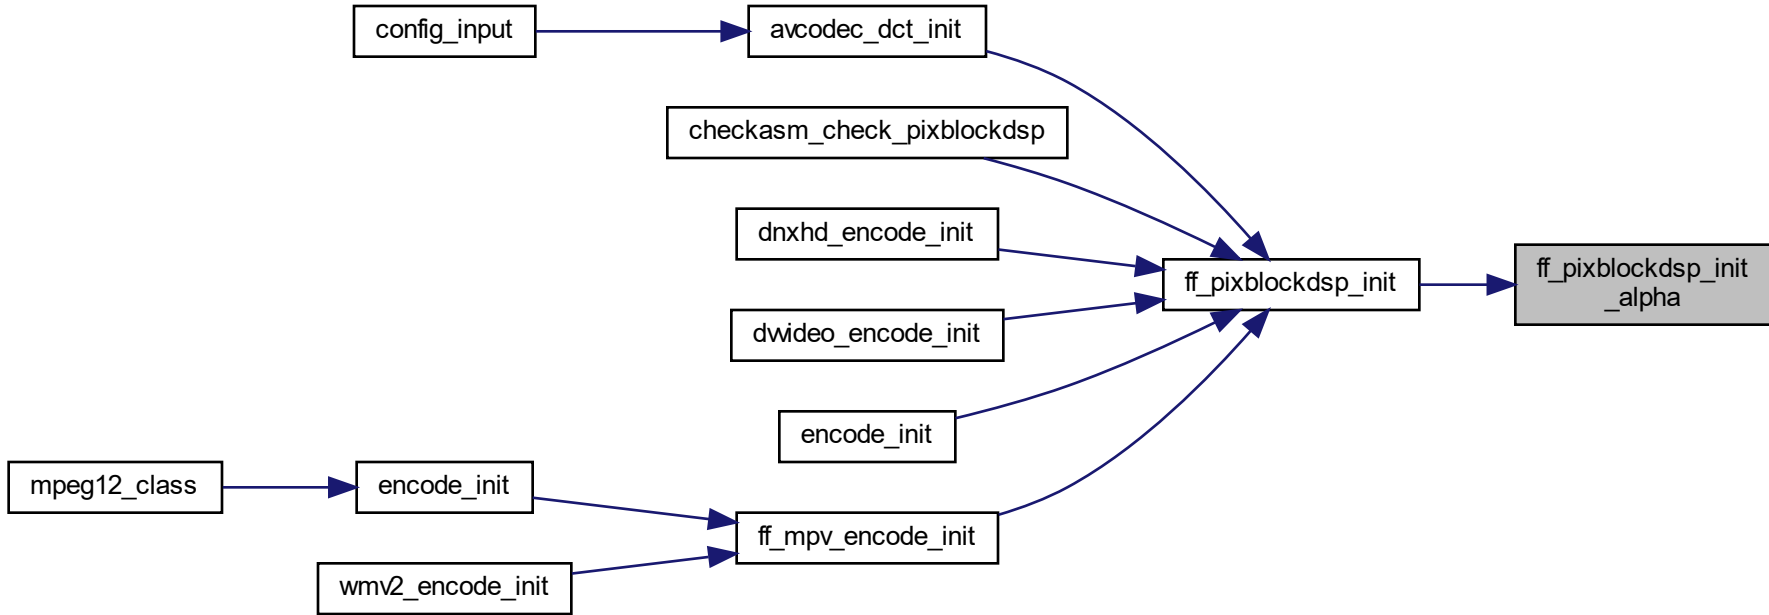 config_input
avcodec_dct_init
checkasm_check_pixblockdsp
dnxhd_encode_init
ff_pixblockdsp_init
ff_pixblockdsp_init
_alpha
dvvideo_encode_init
encode_init
mpeg12_class
encode_init
ff_mpv_encode_init
wmv2_encode_init